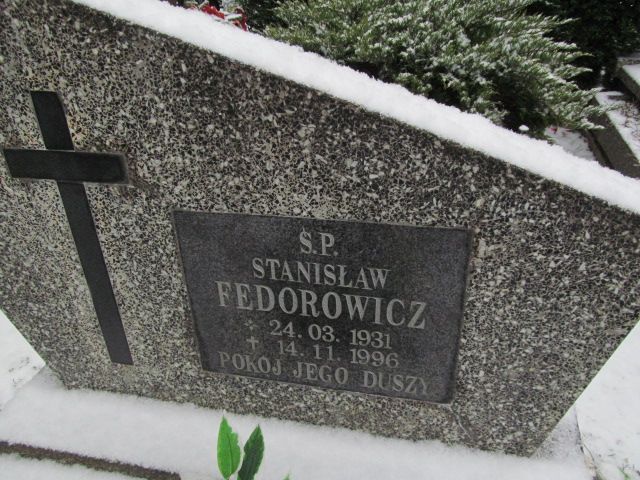 Ś.P.
STANISŁAW
FEDOROWICZ
* 24. 03. 1931
+ 14. 11. 1996
POKÓJ JEGO DUSZY